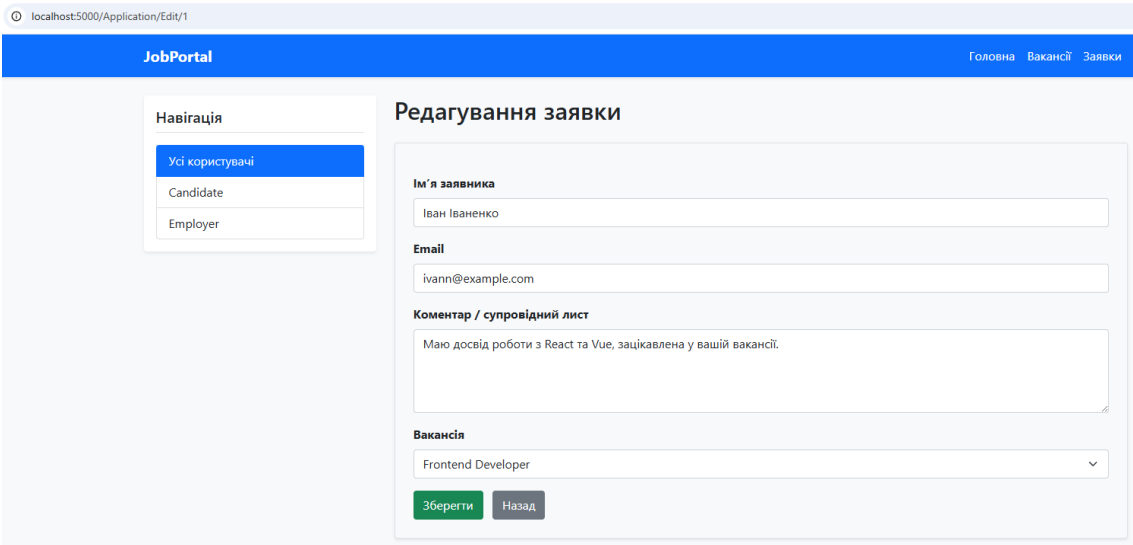 localhost:5000/Application/Edit/1
JobPortal
Головна Вакансії Заявки
Навігація
Усі користувачі
Candidate
Employer
Редагування заявки
Ім’я заявника
Іван Іваненко
Email
ivann@example.com
Коментар / супровідний лист
Маю досвід роботи з React та Vue, зацікавлена у вашій вакансії.
Вакансія
Frontend Developer
Зберегти Назад